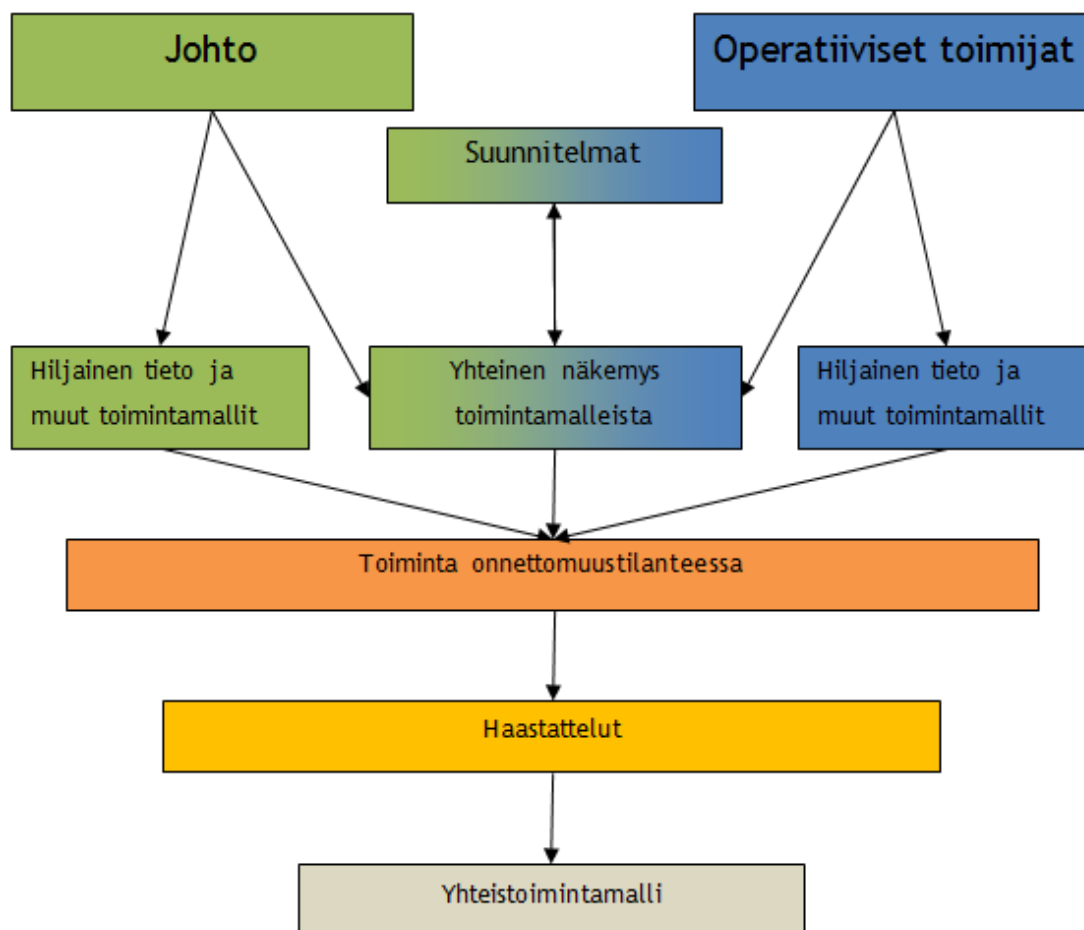 Johto
Operatiiviset toimijat
Suunnitelmat
Hiljainen tieto ja
muut toimintamallit
Yhteinen näkemys
toimintamalleista
Hiljainen tieto ja
muut toimintamallit
Toiminta onnettomuustilanteessa
Haastattelut
Yhteistoimintamalli